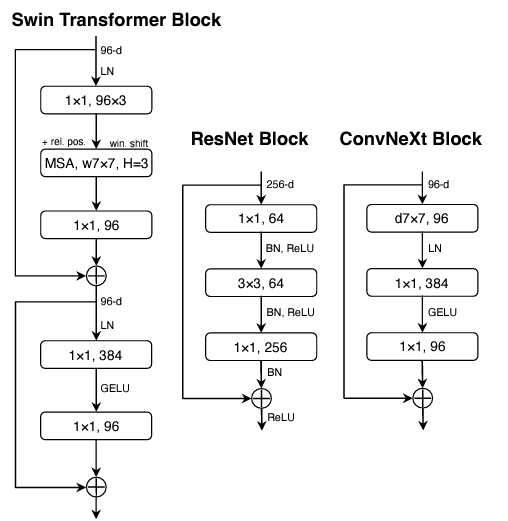 Swin Transformer Block
96-d
LN
1×1, 96×3
+ rel. pos.
win. shift
MSA, w7×7, H=3
1×1, 96
96-d
LN
1×1, 384
GELU
1×1, 96
ResNet Block
256-d
1×1, 64
BN, ReLU
3×3, 64
BN, ReLU
1×1, 256
BN
ReLU
ConvNeXt Block
96-d
d7×7, 96
LN
1×1, 384
GELU
1×1, 96